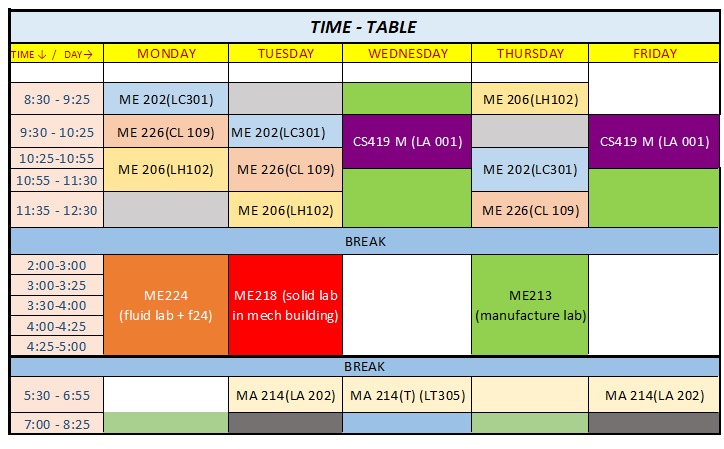 TIME - TABLE
TIME ↓ / DAY→ MONDAY TUESDAY WEDNESDAY THURSDAY FRIDAY
8:30 - 9:25 ME 202(LC301) ME 206(LH102)
9:30 - 10:25 ME 226(CL 109) ME 202(LC301) CS419 M (LA 001) CS419 M (LA 001)
10:25-10:55 ME 206(LH102) ME 226(CL 109) ME 202(LC301)
10:55 - 11:30
11:35 - 12:30 ME 206(LH102) ME 226(CL 109)
BREAK
2:00-3:00
3:00-3:25 ME224 ME218 (solid lab ME213
3:30-4:00 (fluid lab + f24) in mech building) (manufacture lab)
4:00-4:25
4:25-5:00
BREAK
5:30 - 6:55 MA 214(LA 202) MA 214(T) (LT305) MA 214(LA 202)
7:00 - 8:25